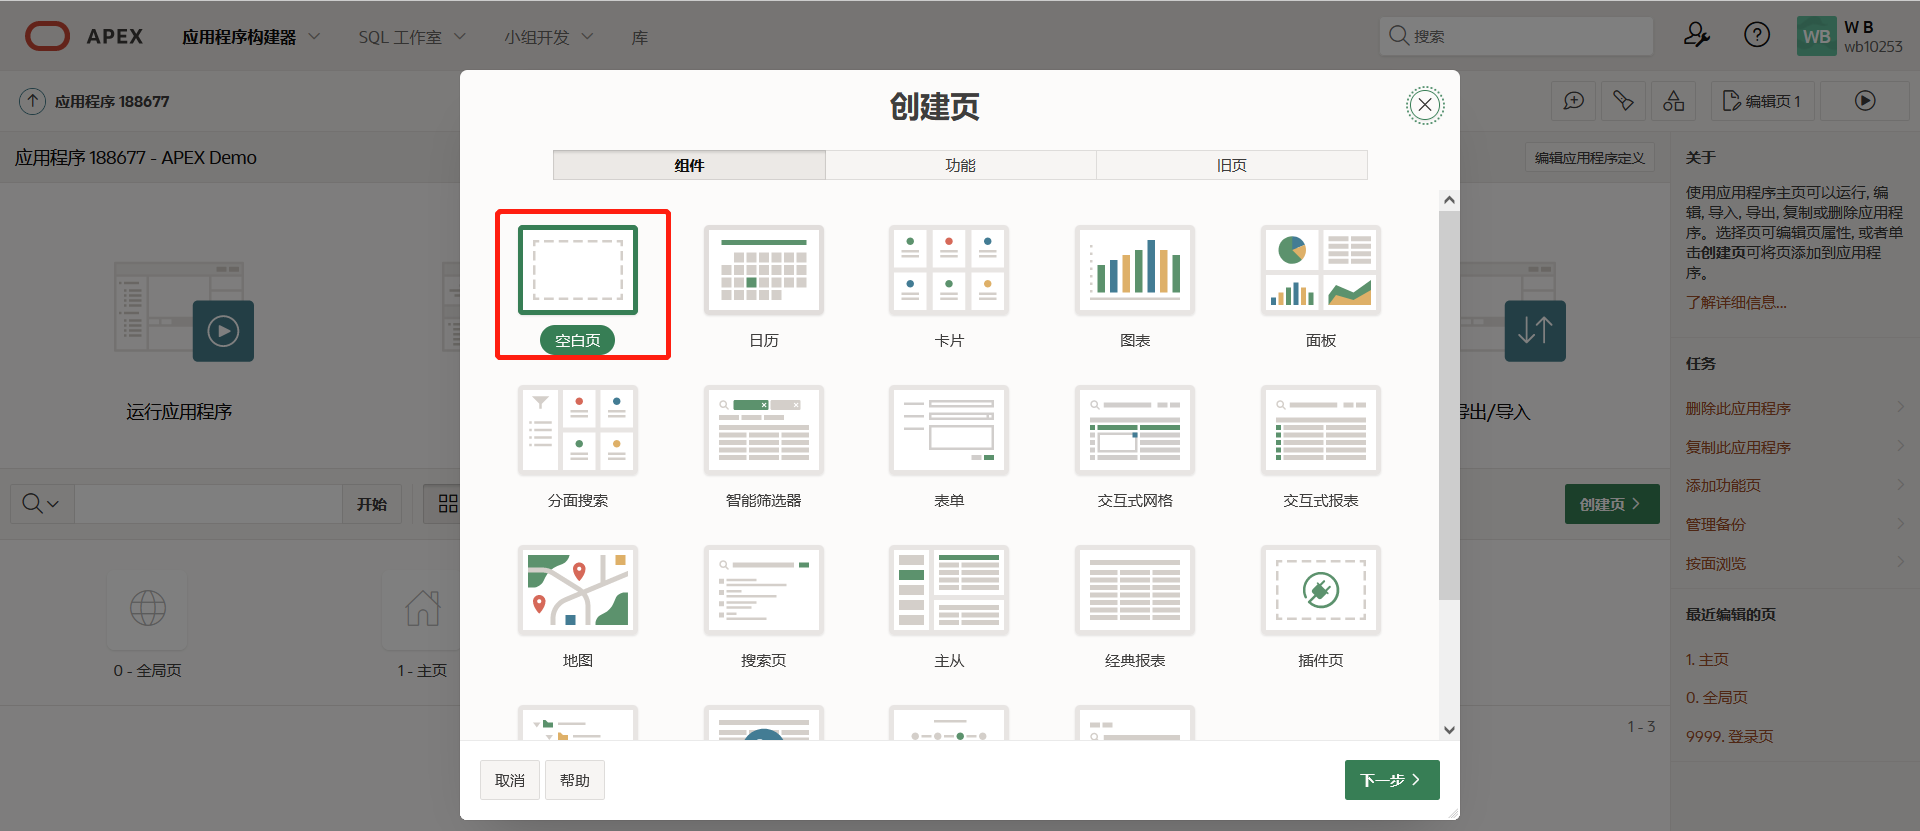 APEX
应用程序构建器
SQL 工作室
小组开发
库
搜索
WB
W B
wb10253
应用程序 188677
编辑页 1
应用程序 188677 - APEX Demo
编辑应用程序定义
运行应用程序
导出/导入
开始
创建页
0 - 全局页
1 - 主页
1 - 3
创建页
组件
功能
旧页
空白页
日历
卡片
图表
面板
分面搜索
智能筛选器
表单
交互式网格
交互式报表
地图
搜索页
主从
经典报表
插件页
取消
帮助
下一步
关于
使用应用程序主页可以运行, 编
辑, 导入, 导出, 复制或删除应用程
序。选择页可编辑页属性, 或者单
击创建页可将页添加到应用程
序。
了解详细信息...
任务
删除此应用程序
复制此应用程序
添加功能页
管理备份
按面浏览
最近编辑的页
1. 主页
0. 全局页
9999. 登录页